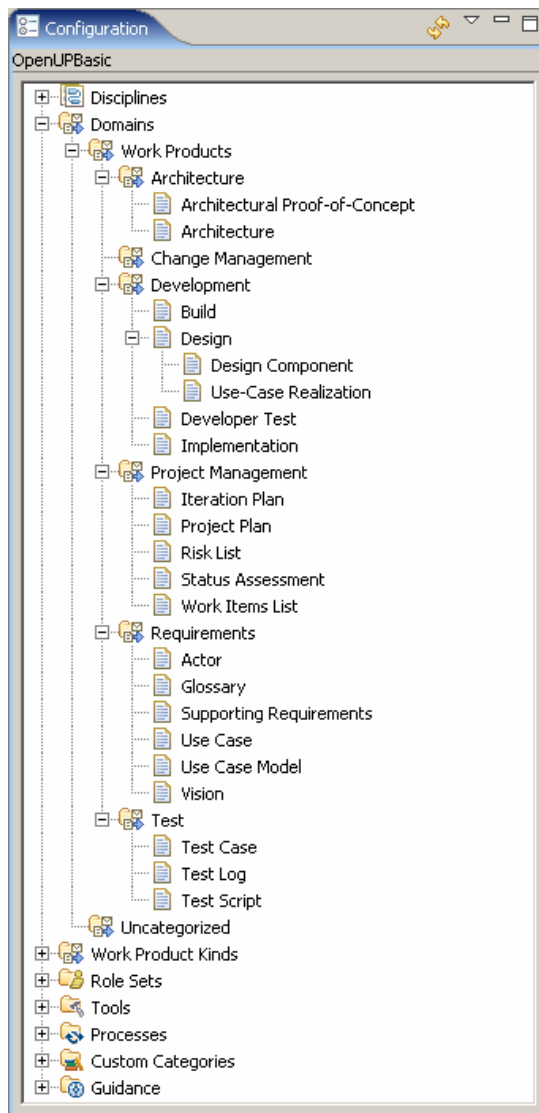 Configuration
OpenUPBasic
Disciplines
Domains
Work Products
Architecture
Architectural Proof-of-Concept
Architecture
Change Management
Development
Build
Design
Design Component
Use-Case Realization
Developer Test
Implementation
Project Management
Iteration Plan
Project Plan
Risk List
Status Assessment
Work Items List
Requirements
Actor
Glossary
Supporting Requirements
Use Case
Use Case Model
Vision
Test
Test Case
Test Log
Test Script
Uncategorized
Work Product Kinds
Role Sets
Tools
Processes
Custom Categories
Guidance